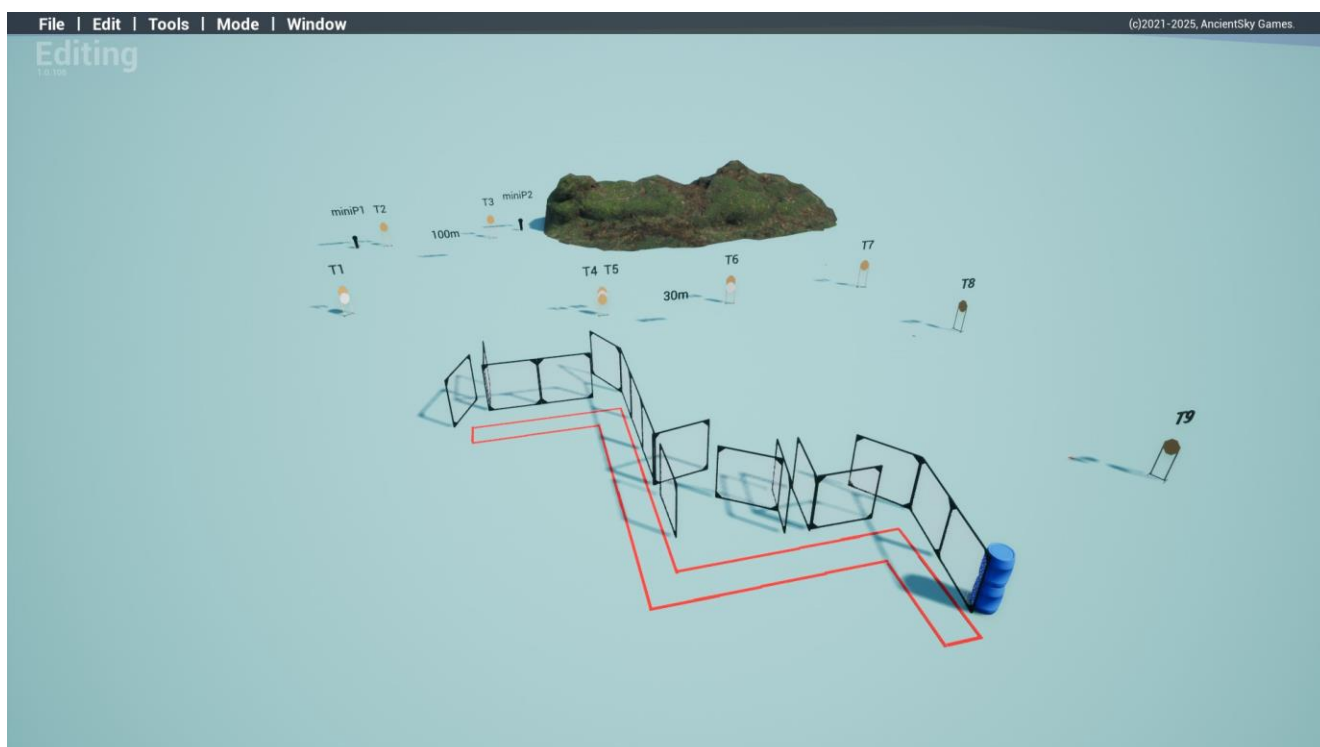 File | Edit | Tools | Mode | Window
(c)2021-2025, AncientSky Games.
Editing
miniP1 T2
T3 miniP2
100m
T7
T6
T1
T4 T5
T8
30m
T9